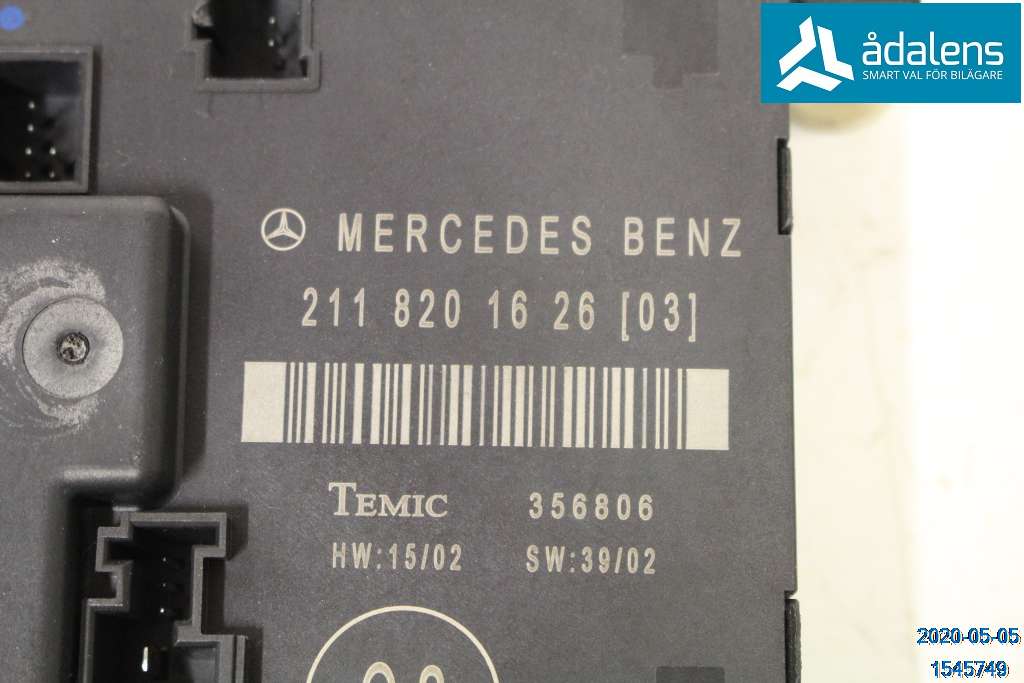 ådalens
SMART VAL FÖR BILÄGARE
MERCEDES BENZ
211 820 16 26 [03]
TEMIC 356806
HW:15/02 SW:39/02
2020-05-05
1545749